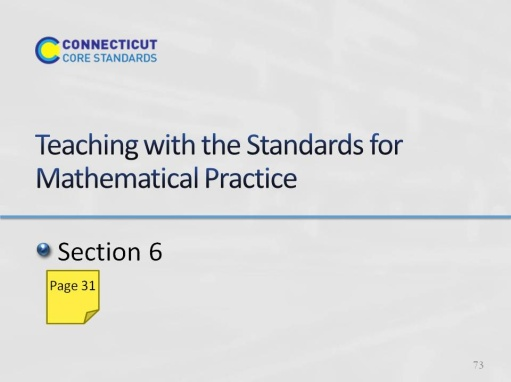 CONNECTICUT
CORE STANDARDS
Teaching with the Standards for
Mathematical Practice
Section 6
Page 31
73